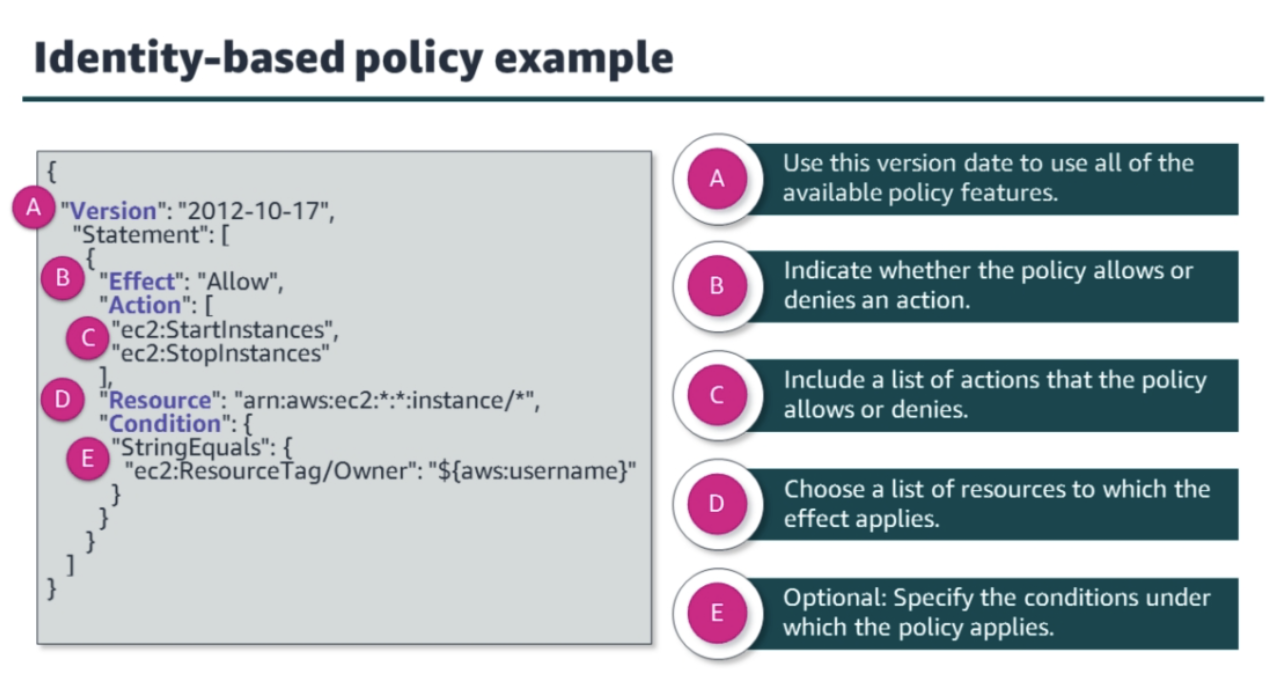 Identity-based policy example
{
A "Version": "2012-10-17",
"Statement": [
{
B "Effect": "Allow",
"Action": [
C "ec2:StartInstances",
"ec2:StopInstances"
],
D "Resource": "arn:aws:ec2:*:*:instance/*",
"Condition": {
E "StringEquals": {
"ec2:ResourceTag/Owner": "${aws:username}"
}
}
}
]
}
A Use this version date to use all of the
available policy features.
B Indicate whether the policy allows or
denies an action.
C Include a list of actions that the policy
allows or denies.
D Choose a list of resources to which the
effect applies.
E Optional: Specify the conditions under
which the policy applies.